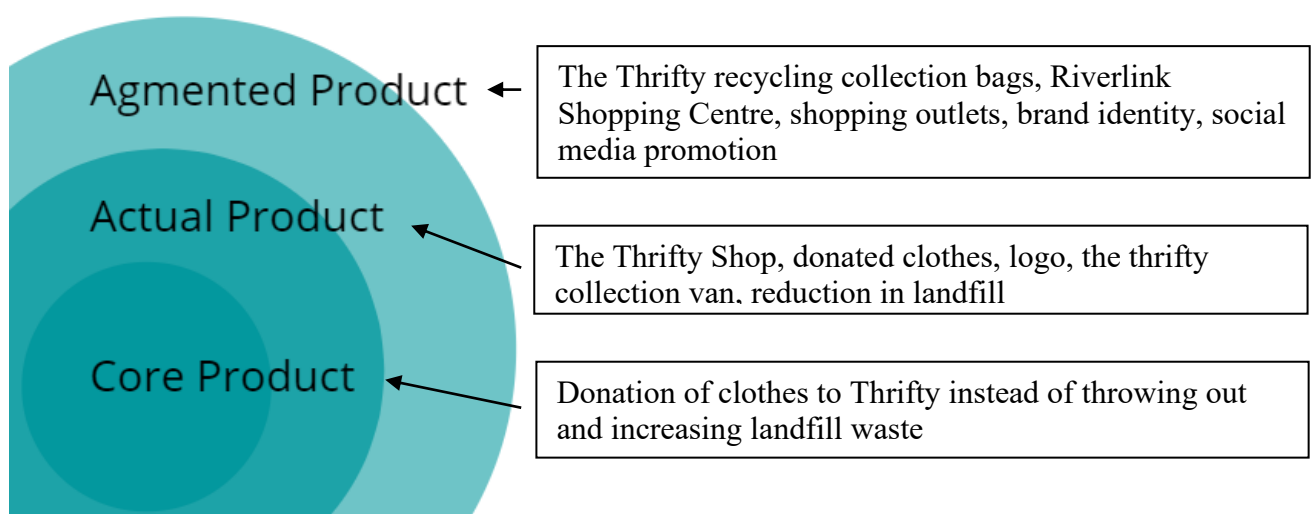 Agmented Product
The Thrifty recycling collection bags, Riverlink
Shopping Centre, shopping outlets, brand identity, social
media promotion
Actual Product
The Thrifty Shop, donated clothes, logo, the thrifty
collection van, reduction in landfill
Core Product
Donation of clothes to Thrifty instead of throwing out
and increasing landfill waste